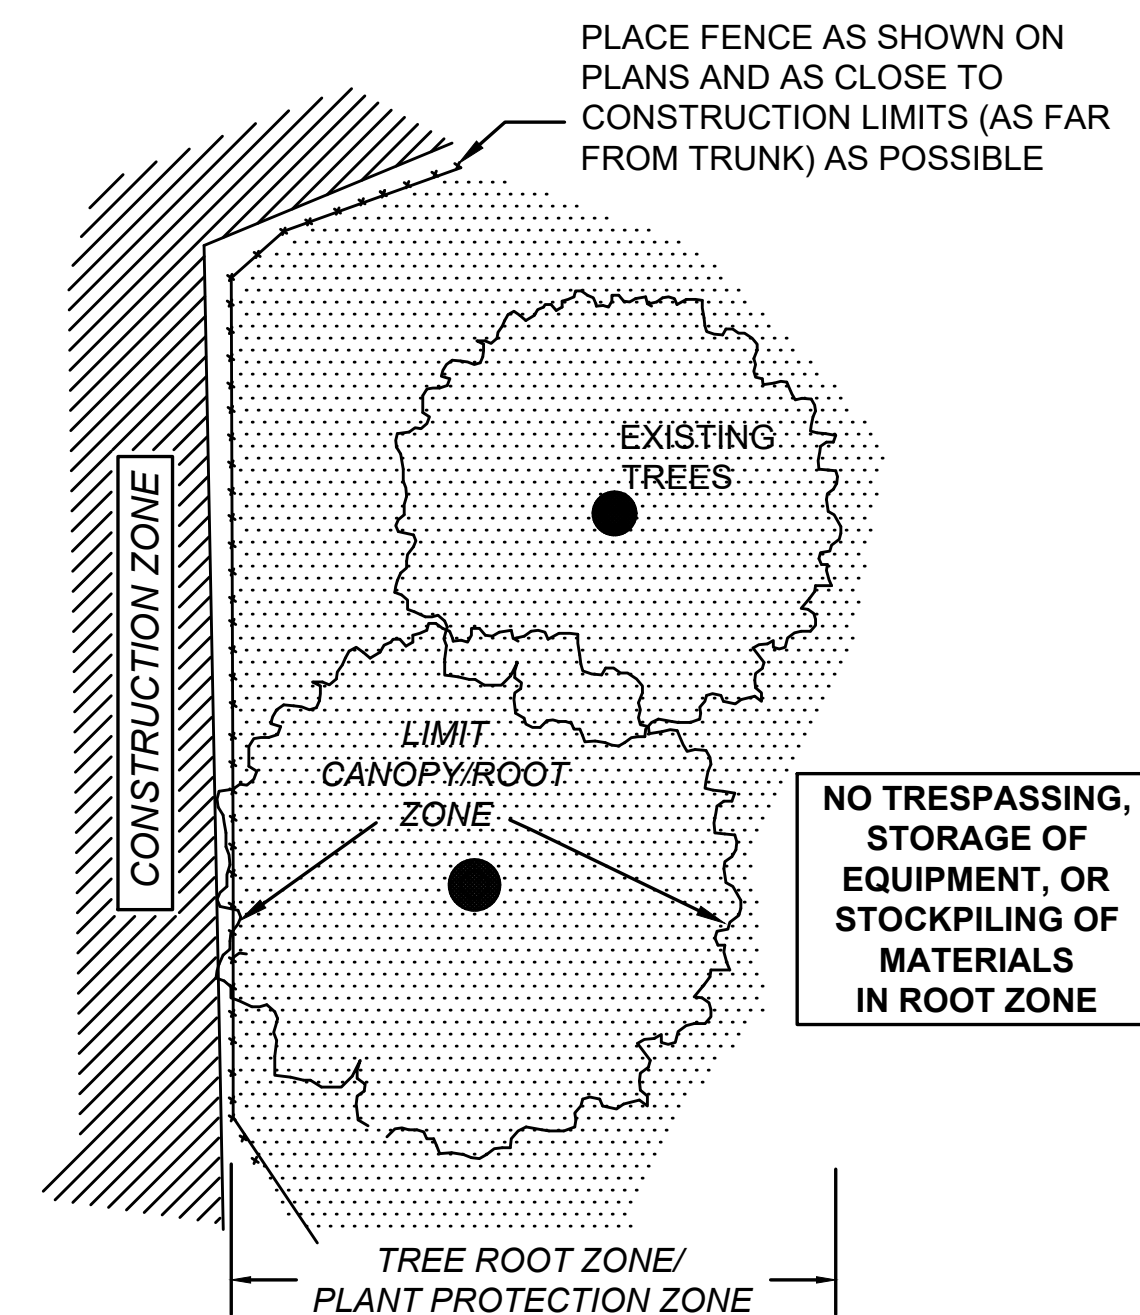 PLACE FENCE AS SHOWN ON
PLANS AND AS CLOSE TO
CONSTRUCTION LIMITS (AS FAR
FROM TRUNK) AS POSSIBLE
EXISTING
TREES
CONSTRUCTION ZONE
LIMIT
CANOPY/ROOT
ZONE
NO TRESPASSING,
STORAGE OF
EQUIPMENT, OR
STOCKPILING OF
MATERIALS
IN ROOT ZONE
TREE ROOT ZONE/
PLANT PROTECTION ZONE